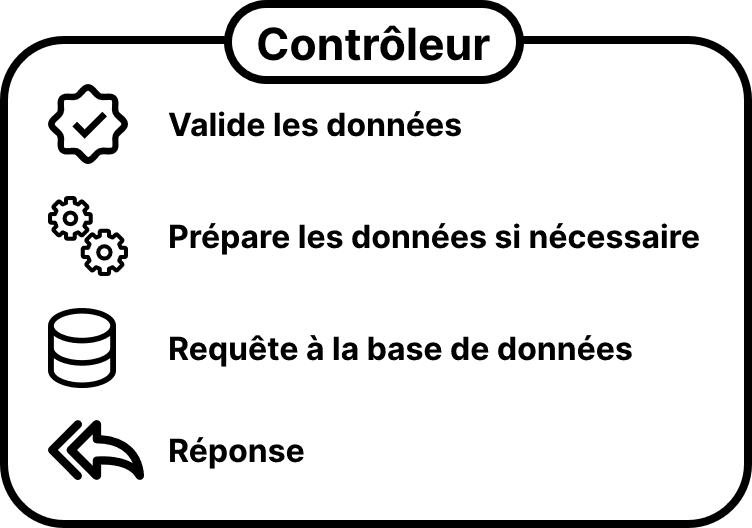 Contrôleur
Valide les données
Prépare les données si nécessaire
Requête à la base de données
Réponse